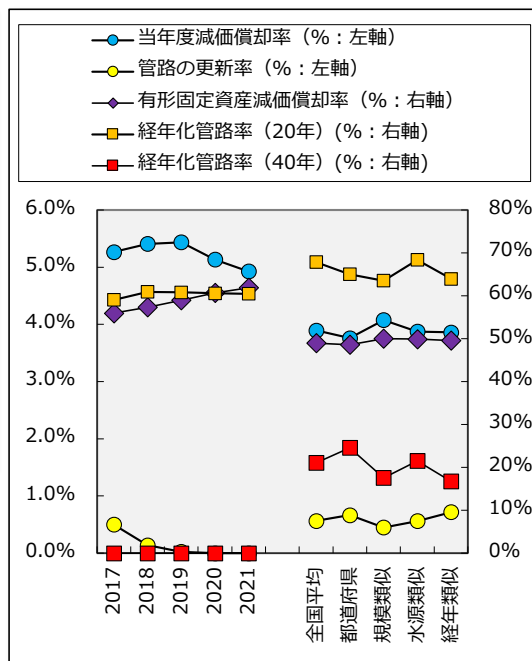 当年度減価償却率（%：左軸）
管路の更新率（%：左軸）
有形固定資産減価償却率（%：右軸）
経年化管路率（20年）(%：右軸)
経年化管路率（40年）(%：右軸)
6.0%
5.0%
4.0%
3.0%
2.0%
1.0%
0.0%
80%
70%
60%
50%
40%
30%
20%
10%
0%
2017
2018
2019
2020
2021
全国平均
都道府県
規模類似
水源類似
経年類似